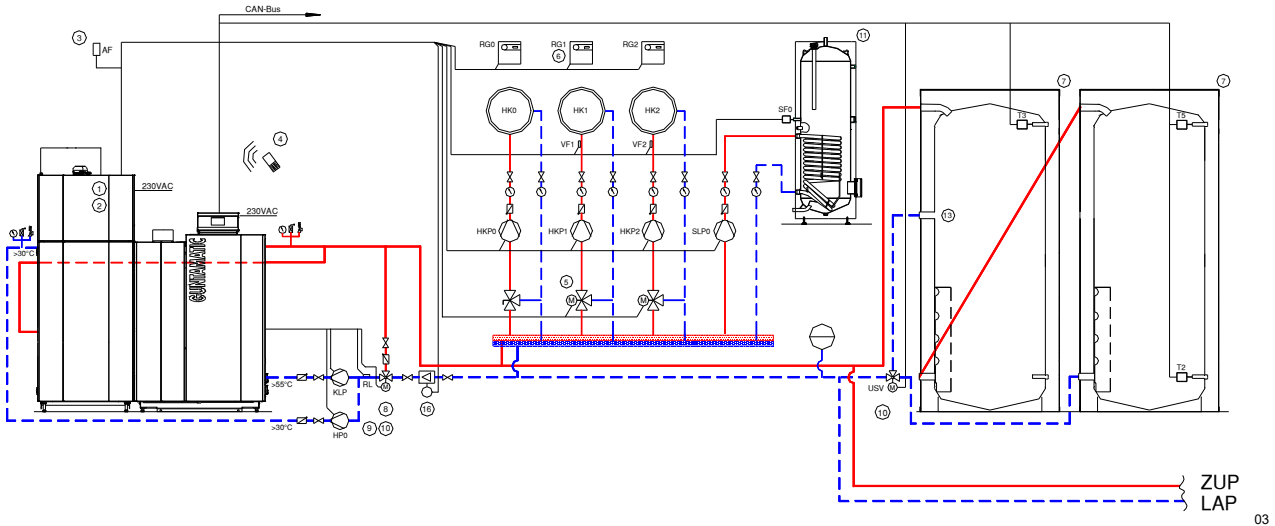 CAN-Bus
3
AF
RG0
RG1
RG2
6
11
7
7
4
HK0
HK1
HK2
SF0
T3
T5
VF1
VF2
1
2
230VAC
230VAC
13
>30°C
GUNTAMATIC
HKP0
HKP1
HKP2
SLP0
5
M
M
>55°C
KLP
RL
M
8
16
USV
M
10
T2
>30°C
HP0
9
10
ZUP
LAP
03